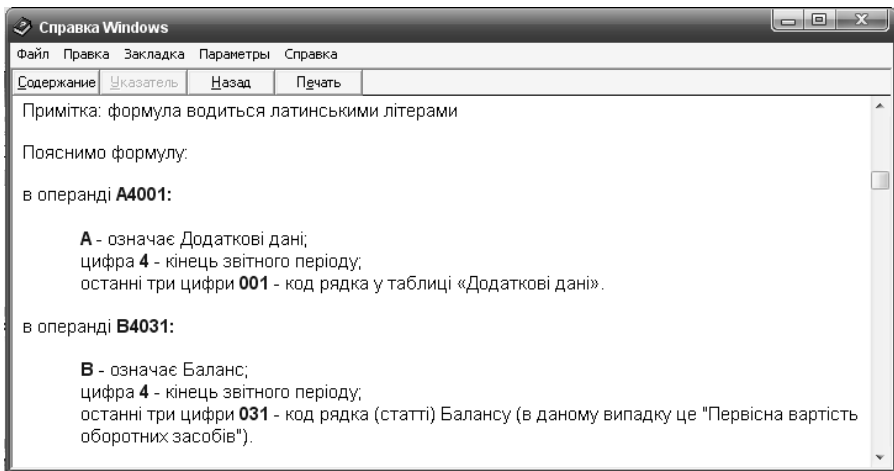 Справка Windows
Файл Правка Закладка Параметры Справка
Содержание Указатель Назад Печать
Примітка: формула водиться латинськими літерами
Пояснимо формулу:
в операнді A4001:
A - означає Додаткові дані;
цифра 4 - кінець звітного періоду;
останні три цифри 001 - код рядка у таблиці «Додаткові дані».
в операнді B4031:
B - означає Баланс;
цифра 4 - кінець звітного періоду;
останні три цифри 031 - код рядка (статті) Балансу (в даному випадку це "Первісна вартість
оборотних засобів").